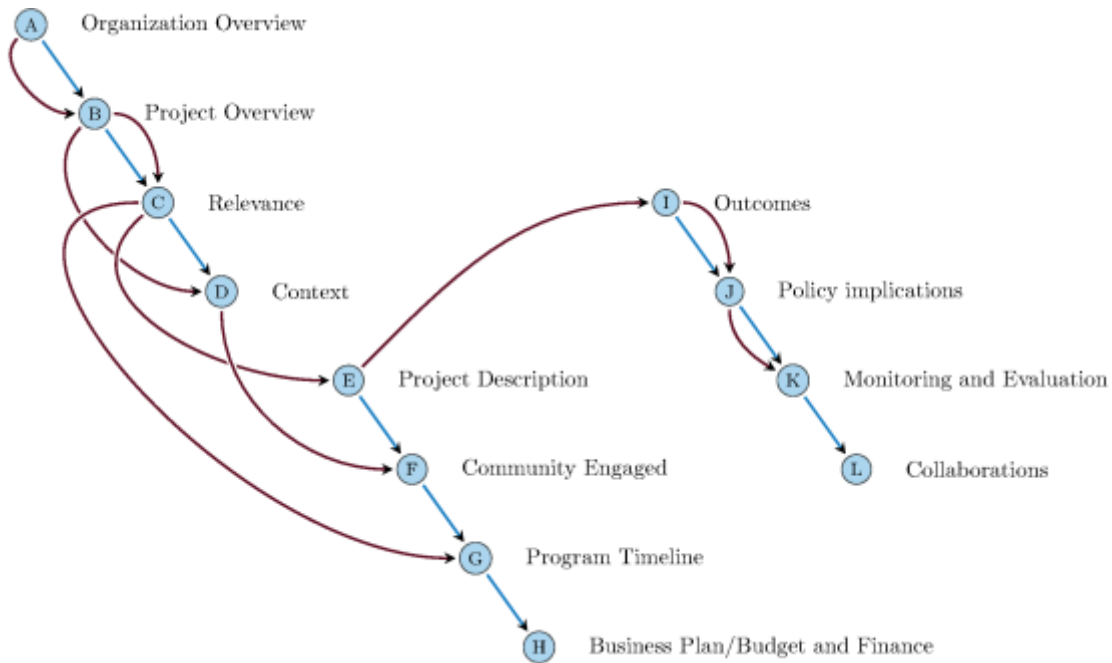 A Organization Overview
B Project Overview
C Relevance
I Outcomes
D Context
J Policy implications
E Project Description
K Monitoring and Evaluation
F Community Engaged
L Collaborations
G Program Timeline
H Business Plan/Budget and Finance